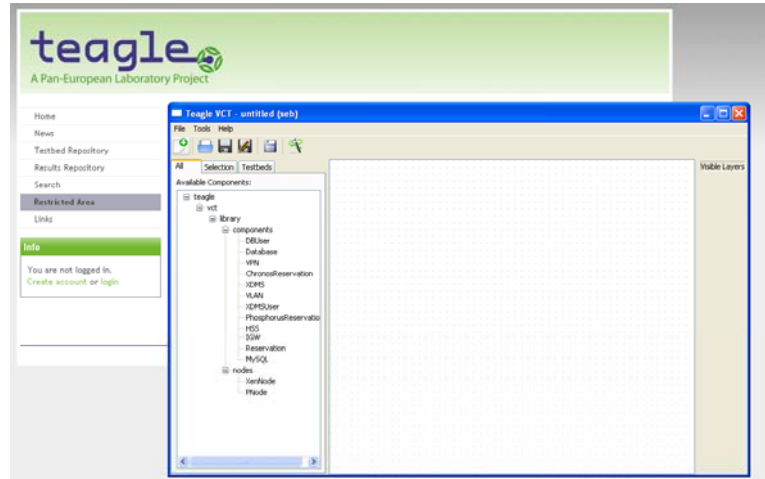 teagle
A Pan-European Laboratory Project
Home
News
Testbed Repository
Results Repository
Search
Restricted Area
Links
Info
You are not logged in.
Create account or login
Teagle VCT - untitled (seb)
File Tools Help
All Selection Testbeds
Visible Layers
Available Components:
teagle
vct
library
components
DBUser
Database
VPN
ChronosReservation
XDMS
VLAN
XDMSUser
PhosphorusReservatio
HSS
IGW
Reservation
MySQL
nodes
XenNode
PNode